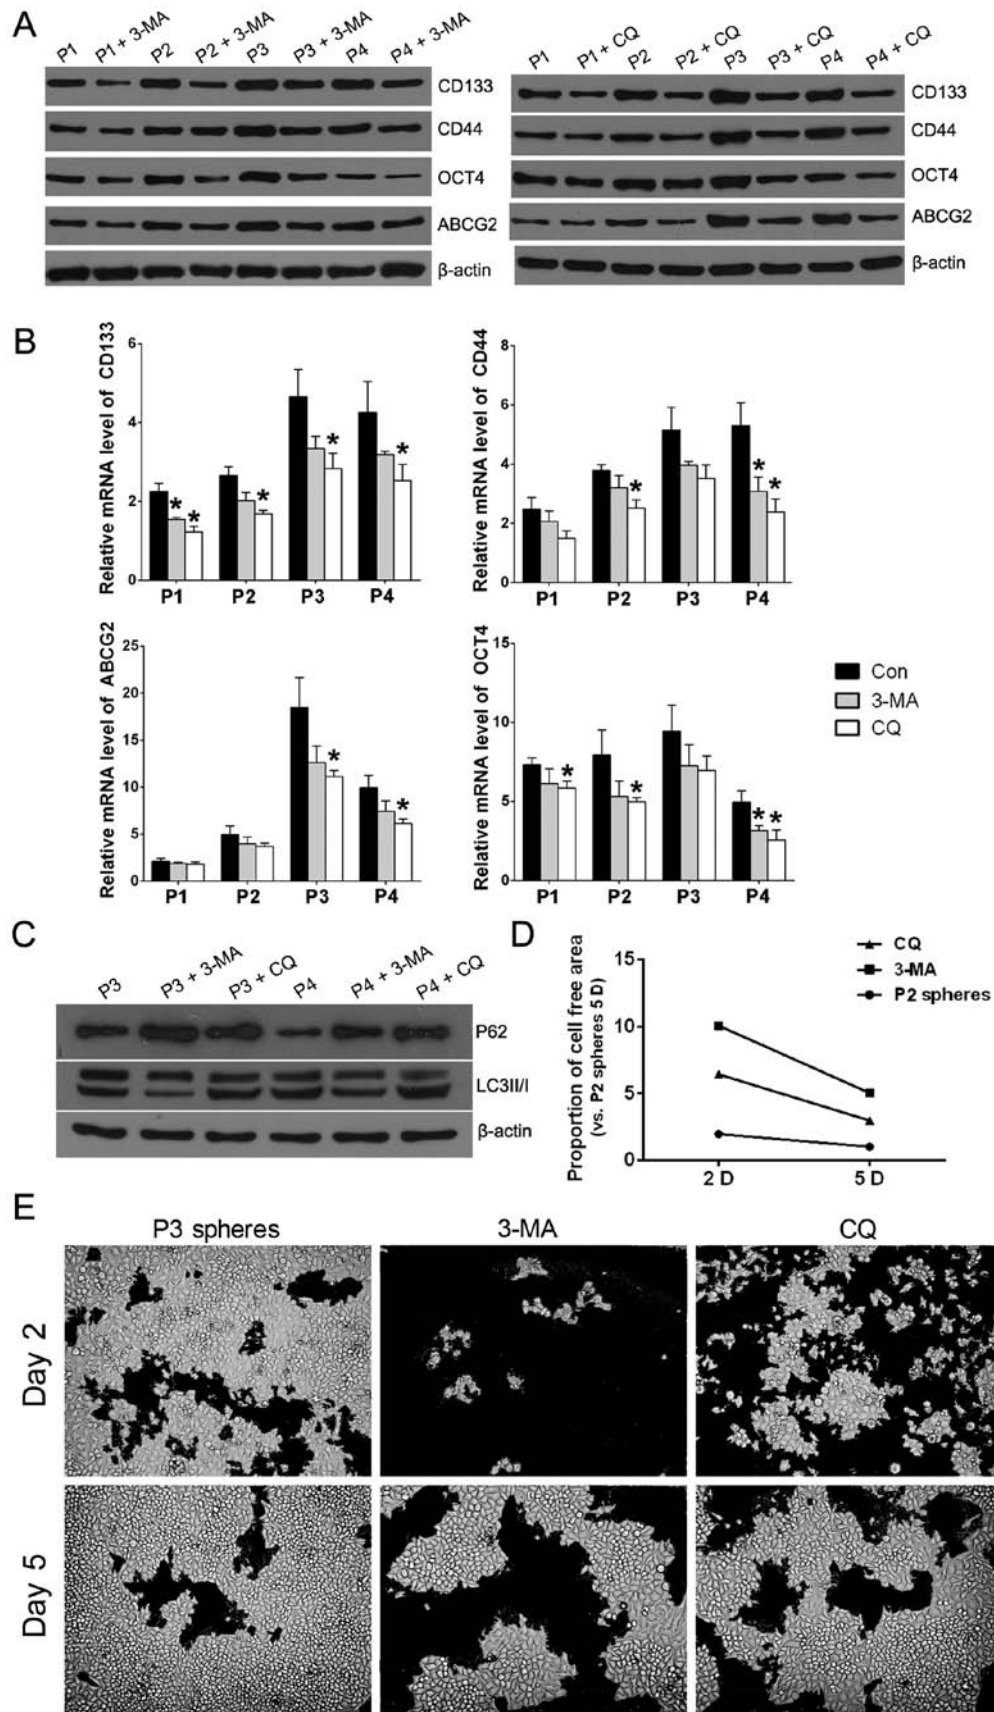 A
P1 P1 + 3-MA P2 P2 + 3-MA P3 P3 + 3-MA P4 P4 + 3-MA
CD133
CD44
OCT4
ABCG2
β-actin
P1 P1 + CQ P2 P2 + CQ P3 P3 + CQ P4 P4 + CQ
CD133
CD44
OCT4
ABCG2
β-actin
B
Relative mRNA level of CD133
6
4
2
0
* * * * *
P1 P2 P3 P4
Relative mRNA level of CD44
8
6
4
2
0
* * *
P1 P2 P3 P4
Relative mRNA level of ABCG2
25
20
15
10
5
0
* *
P1 P2 P3 P4
Relative mRNA level of OCT4
15
10
5
0
* * * *
P1 P2 P3 P4
Con
3-MA
CQ
C
P3 P3 + 3-MA P3 + CQ P4 P4 + 3-MA P4 + CQ
P62
LC3II/I
β-actin
D
Proportion of cell free area
(vs. P2 spheres 5 D)
15
10
5
0
2 D 5 D
CQ
3-MA
P2 spheres
E
P3 spheres 3-MA CQ
Day 2
Day 5